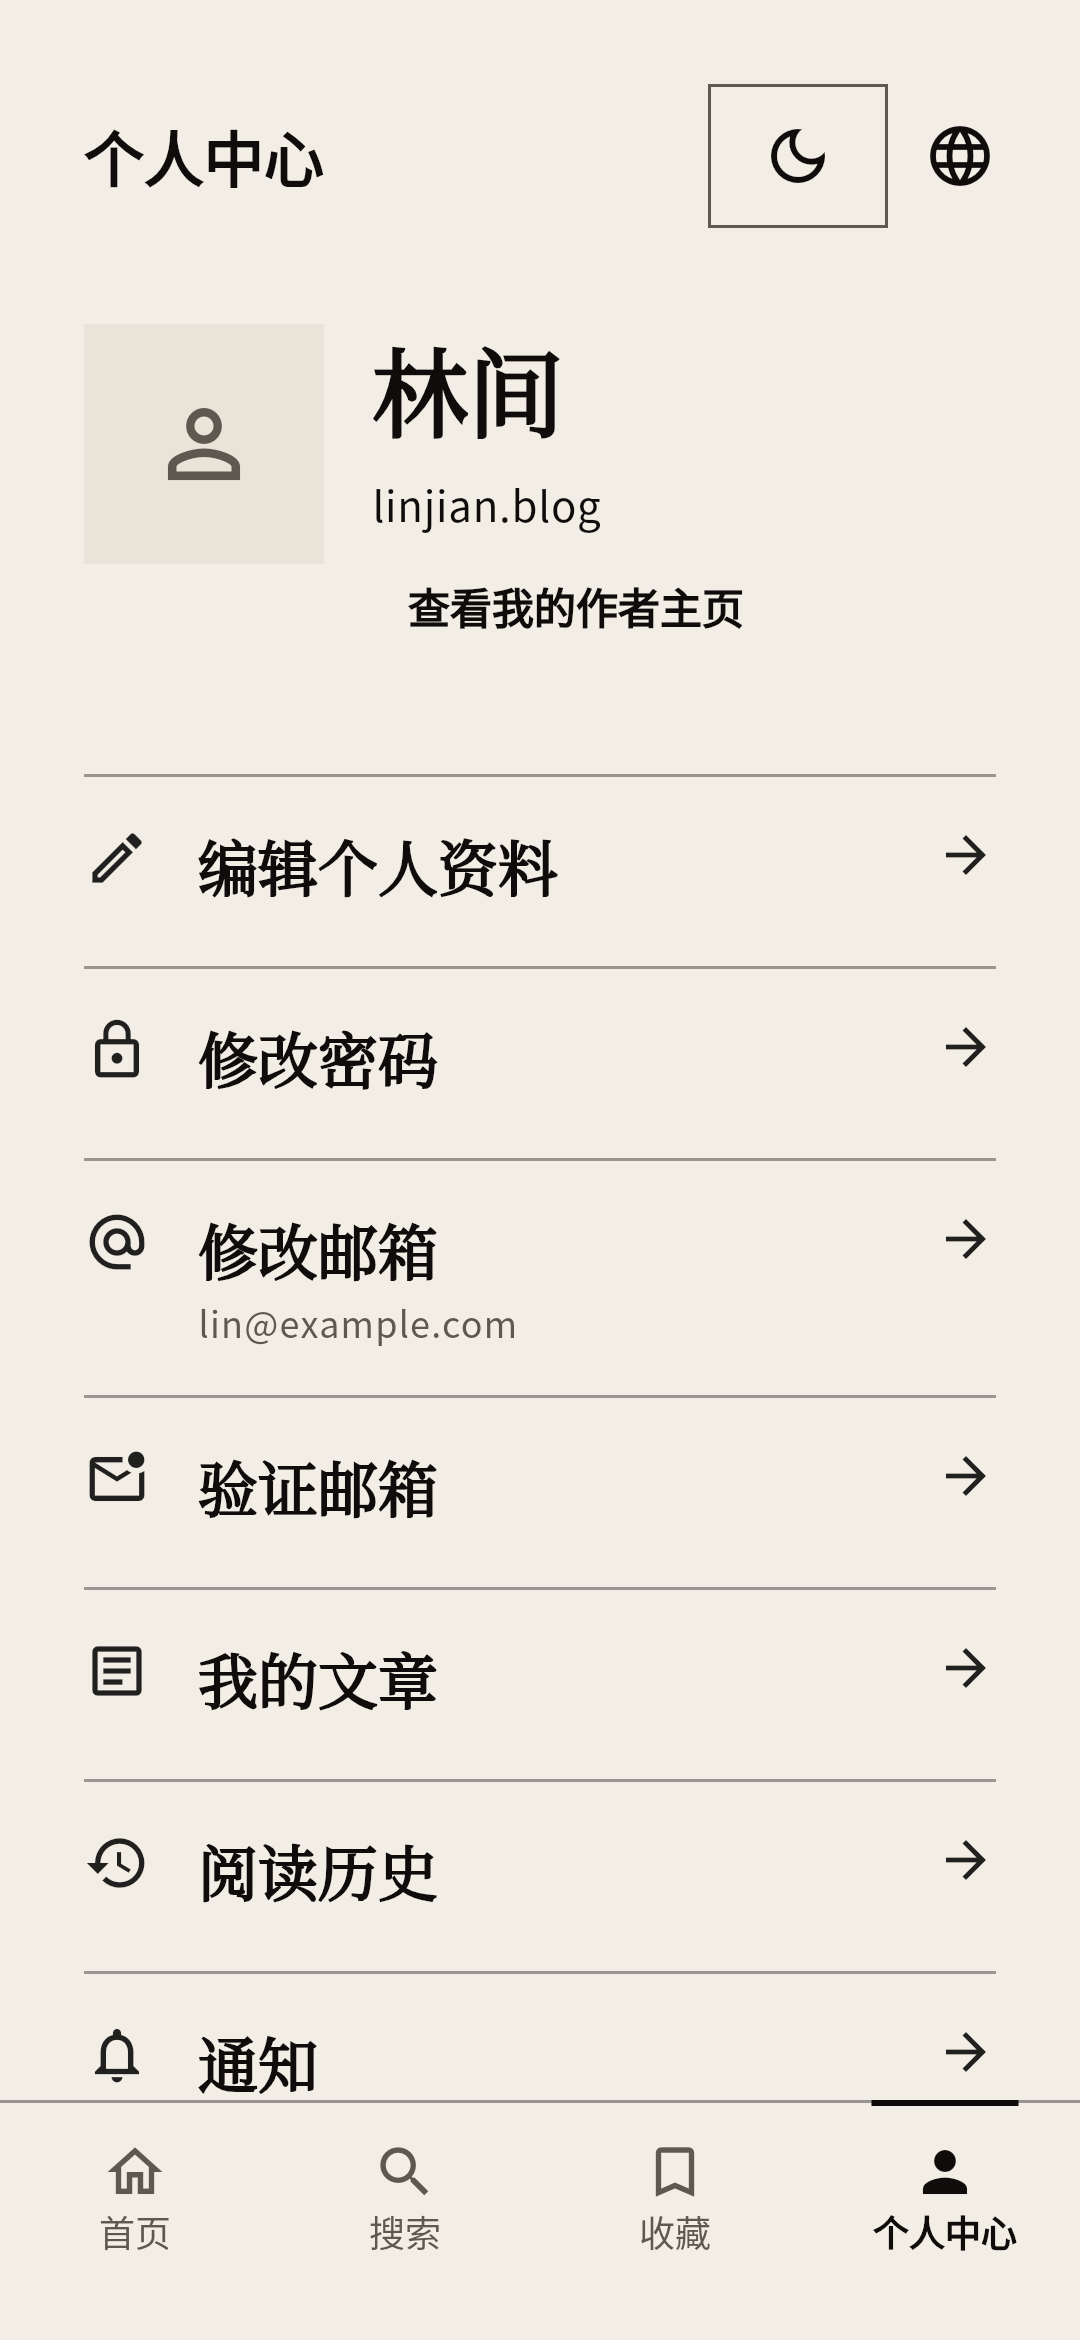 个人中心
林间
linjian.blog
查看我的作者主页
编辑个人资料
修改密码
修改邮箱
lin@example.com
验证邮箱
我的文章
阅读历史
通知
首页
搜索
收藏
个人中心